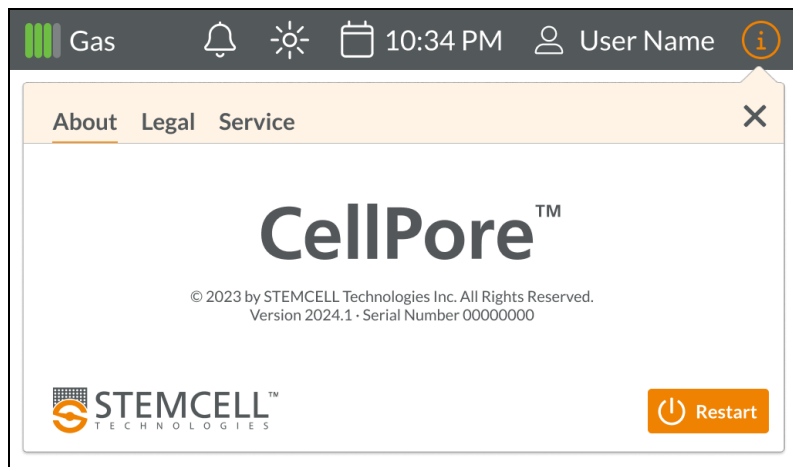 Gas 10:34 PM User Name i
About Legal Service
CellPore™
© 2023 by STEMCELL Technologies Inc. All Rights Reserved.
Version 2024.1 · Serial Number 00000000
STEMCELL™
TECHNOLOGIES
Restart